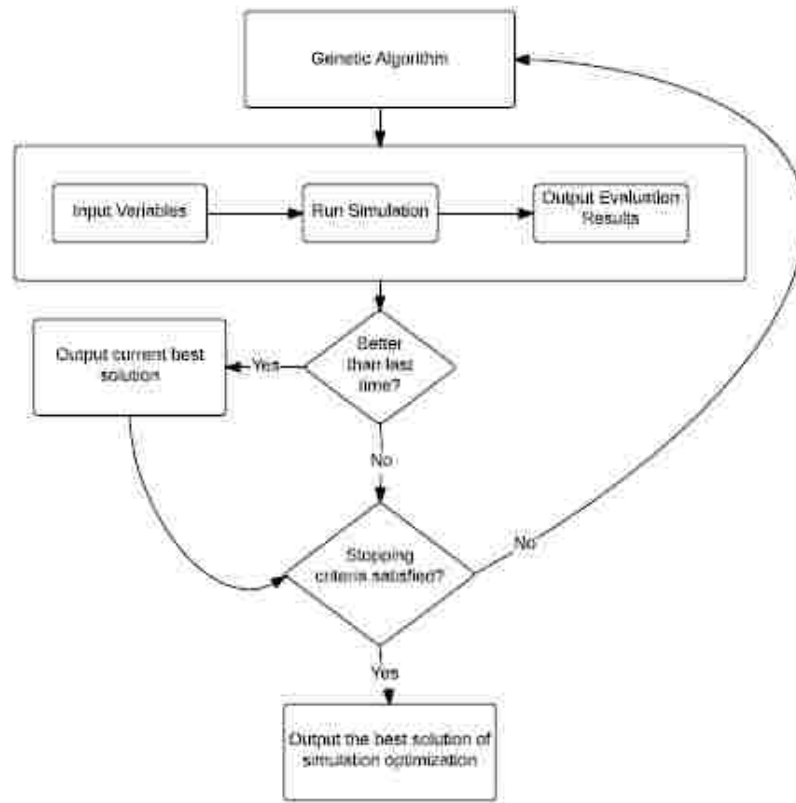 Genetic Algorithm
Input Variables
Run Simulation
Output Evaluation
Results
Better
than last
time?
Yes
Output current best
solution
No
Stopping
criteria satisfied?
No
Yes
Output the best solution of
simulation optimization